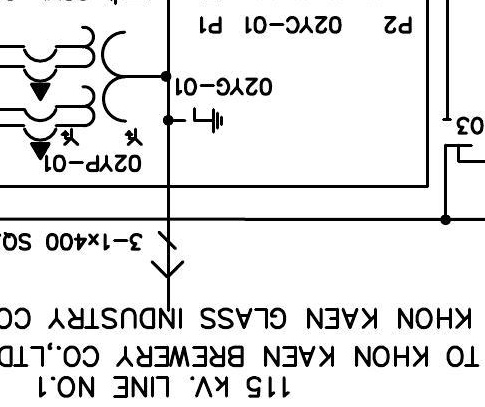 115 kV. LINE NO.1
TO KHON KAEN BREWERY CO.,LTD
KHON KAEN GLASS INDUSTRY CO
3-1x400 SQ.
02YP-01
03
02YG-01
P2 02YC-01 P1